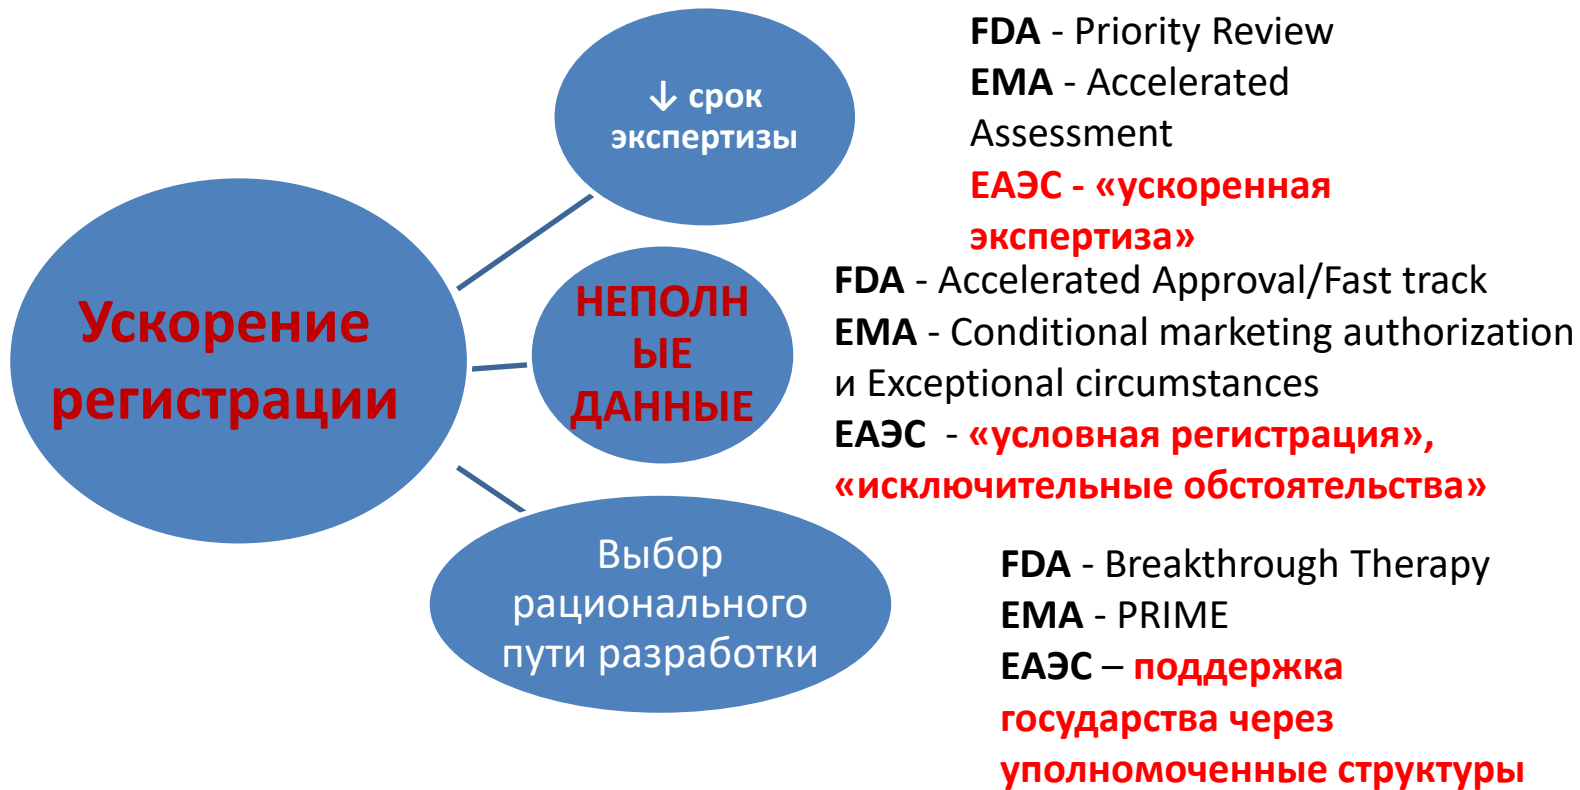 Ускорение
регистрации
↓ срок
экспертизы
FDA - Priority Review
EMA - Accelerated
Assessment
ЕАЭС - «ускоренная
экспертиза»
НЕПОЛН
ЫЕ
ДАННЫЕ
FDA - Accelerated Approval/Fast track
EMA - Conditional marketing authorization
и Exceptional circumstances
ЕАЭС - «условная регистрация»,
«исключительные обстоятельства»
Выбор
рационального
пути разработки
FDA - Breakthrough Therapy
EMA - PRIME
ЕАЭС – поддержка
государства через
уполномоченные структуры